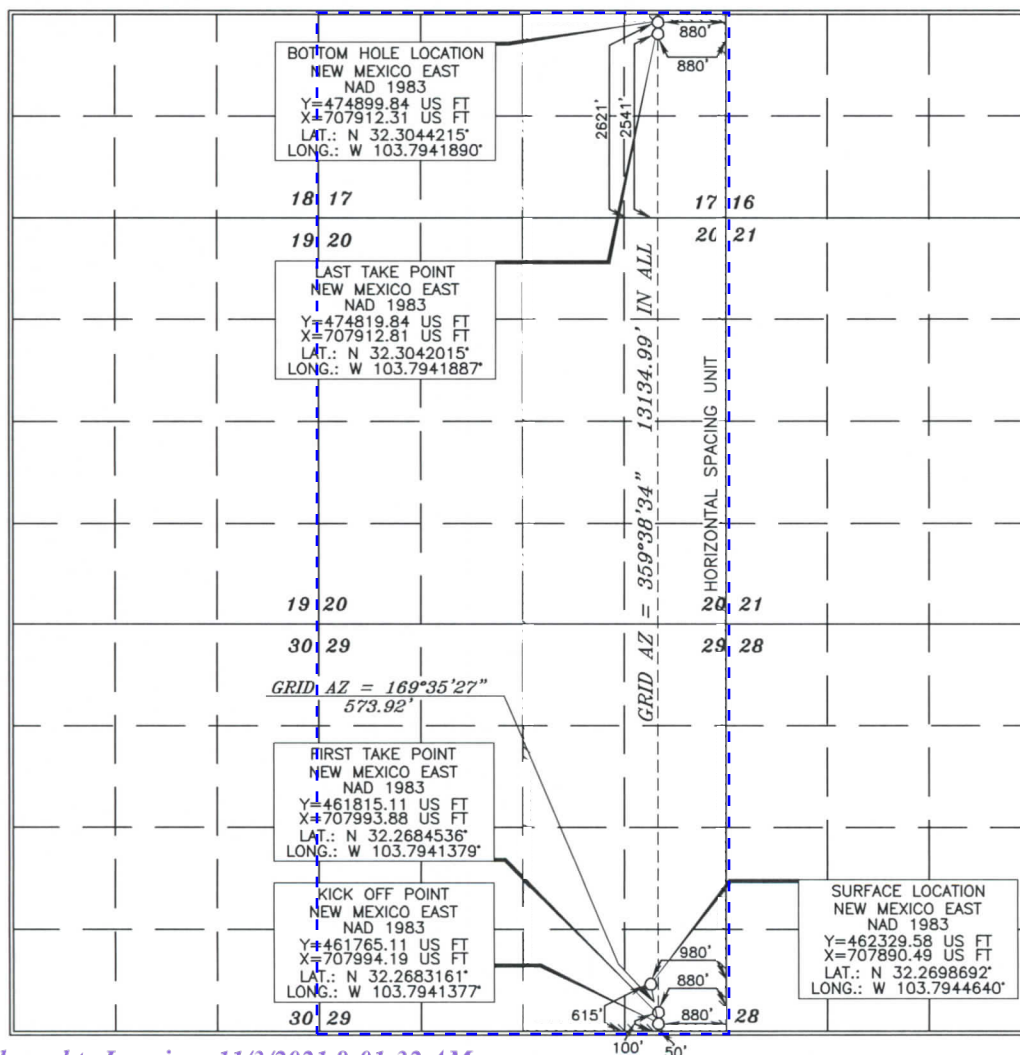 880'
880'
BOTTOM HOLE LOCATION
NEW MEXICO EAST
NAD 1983
Y=474899.84 US FT
X=707912.31 US FT
LAT.: N 32.3044215°
LONG.: W 103.7941890°
2621'
2541'
18 17
17 16
19 20
20 21
LAST TAKE POINT
NEW MEXICO EAST
NAD 1983
Y=474819.84 US FT
X=707912.81 US FT
LAT.: N 32.3042015°
LONG.: W 103.7941887°
GRID AZ = 359°38'34" 13134.99' IN ALL
HORIZONTAL SPACING UNIT
19 20
20 21
30 29
29 28
GRID AZ = 169°35'27"
573.92'
FIRST TAKE POINT
NEW MEXICO EAST
NAD 1983
Y=461815.11 US FT
X=707993.88 US FT
LAT.: N 32.2684536°
LONG.: W 103.7941379°
KICK OFF POINT
NEW MEXICO EAST
NAD 1983
Y=461765.11 US FT
X=707994.19 US FT
LAT.: N 32.2683161°
LONG.: W 103.7941377°
SURFACE LOCATION
NEW MEXICO EAST
NAD 1983
Y=462329.58 US FT
X=707890.49 US FT
LAT.: N 32.2698692°
LONG.: W 103.7944640°
980'
880'
615'
880'
30 29
28
100'
50'
11/3/2021 9:01:32 AM